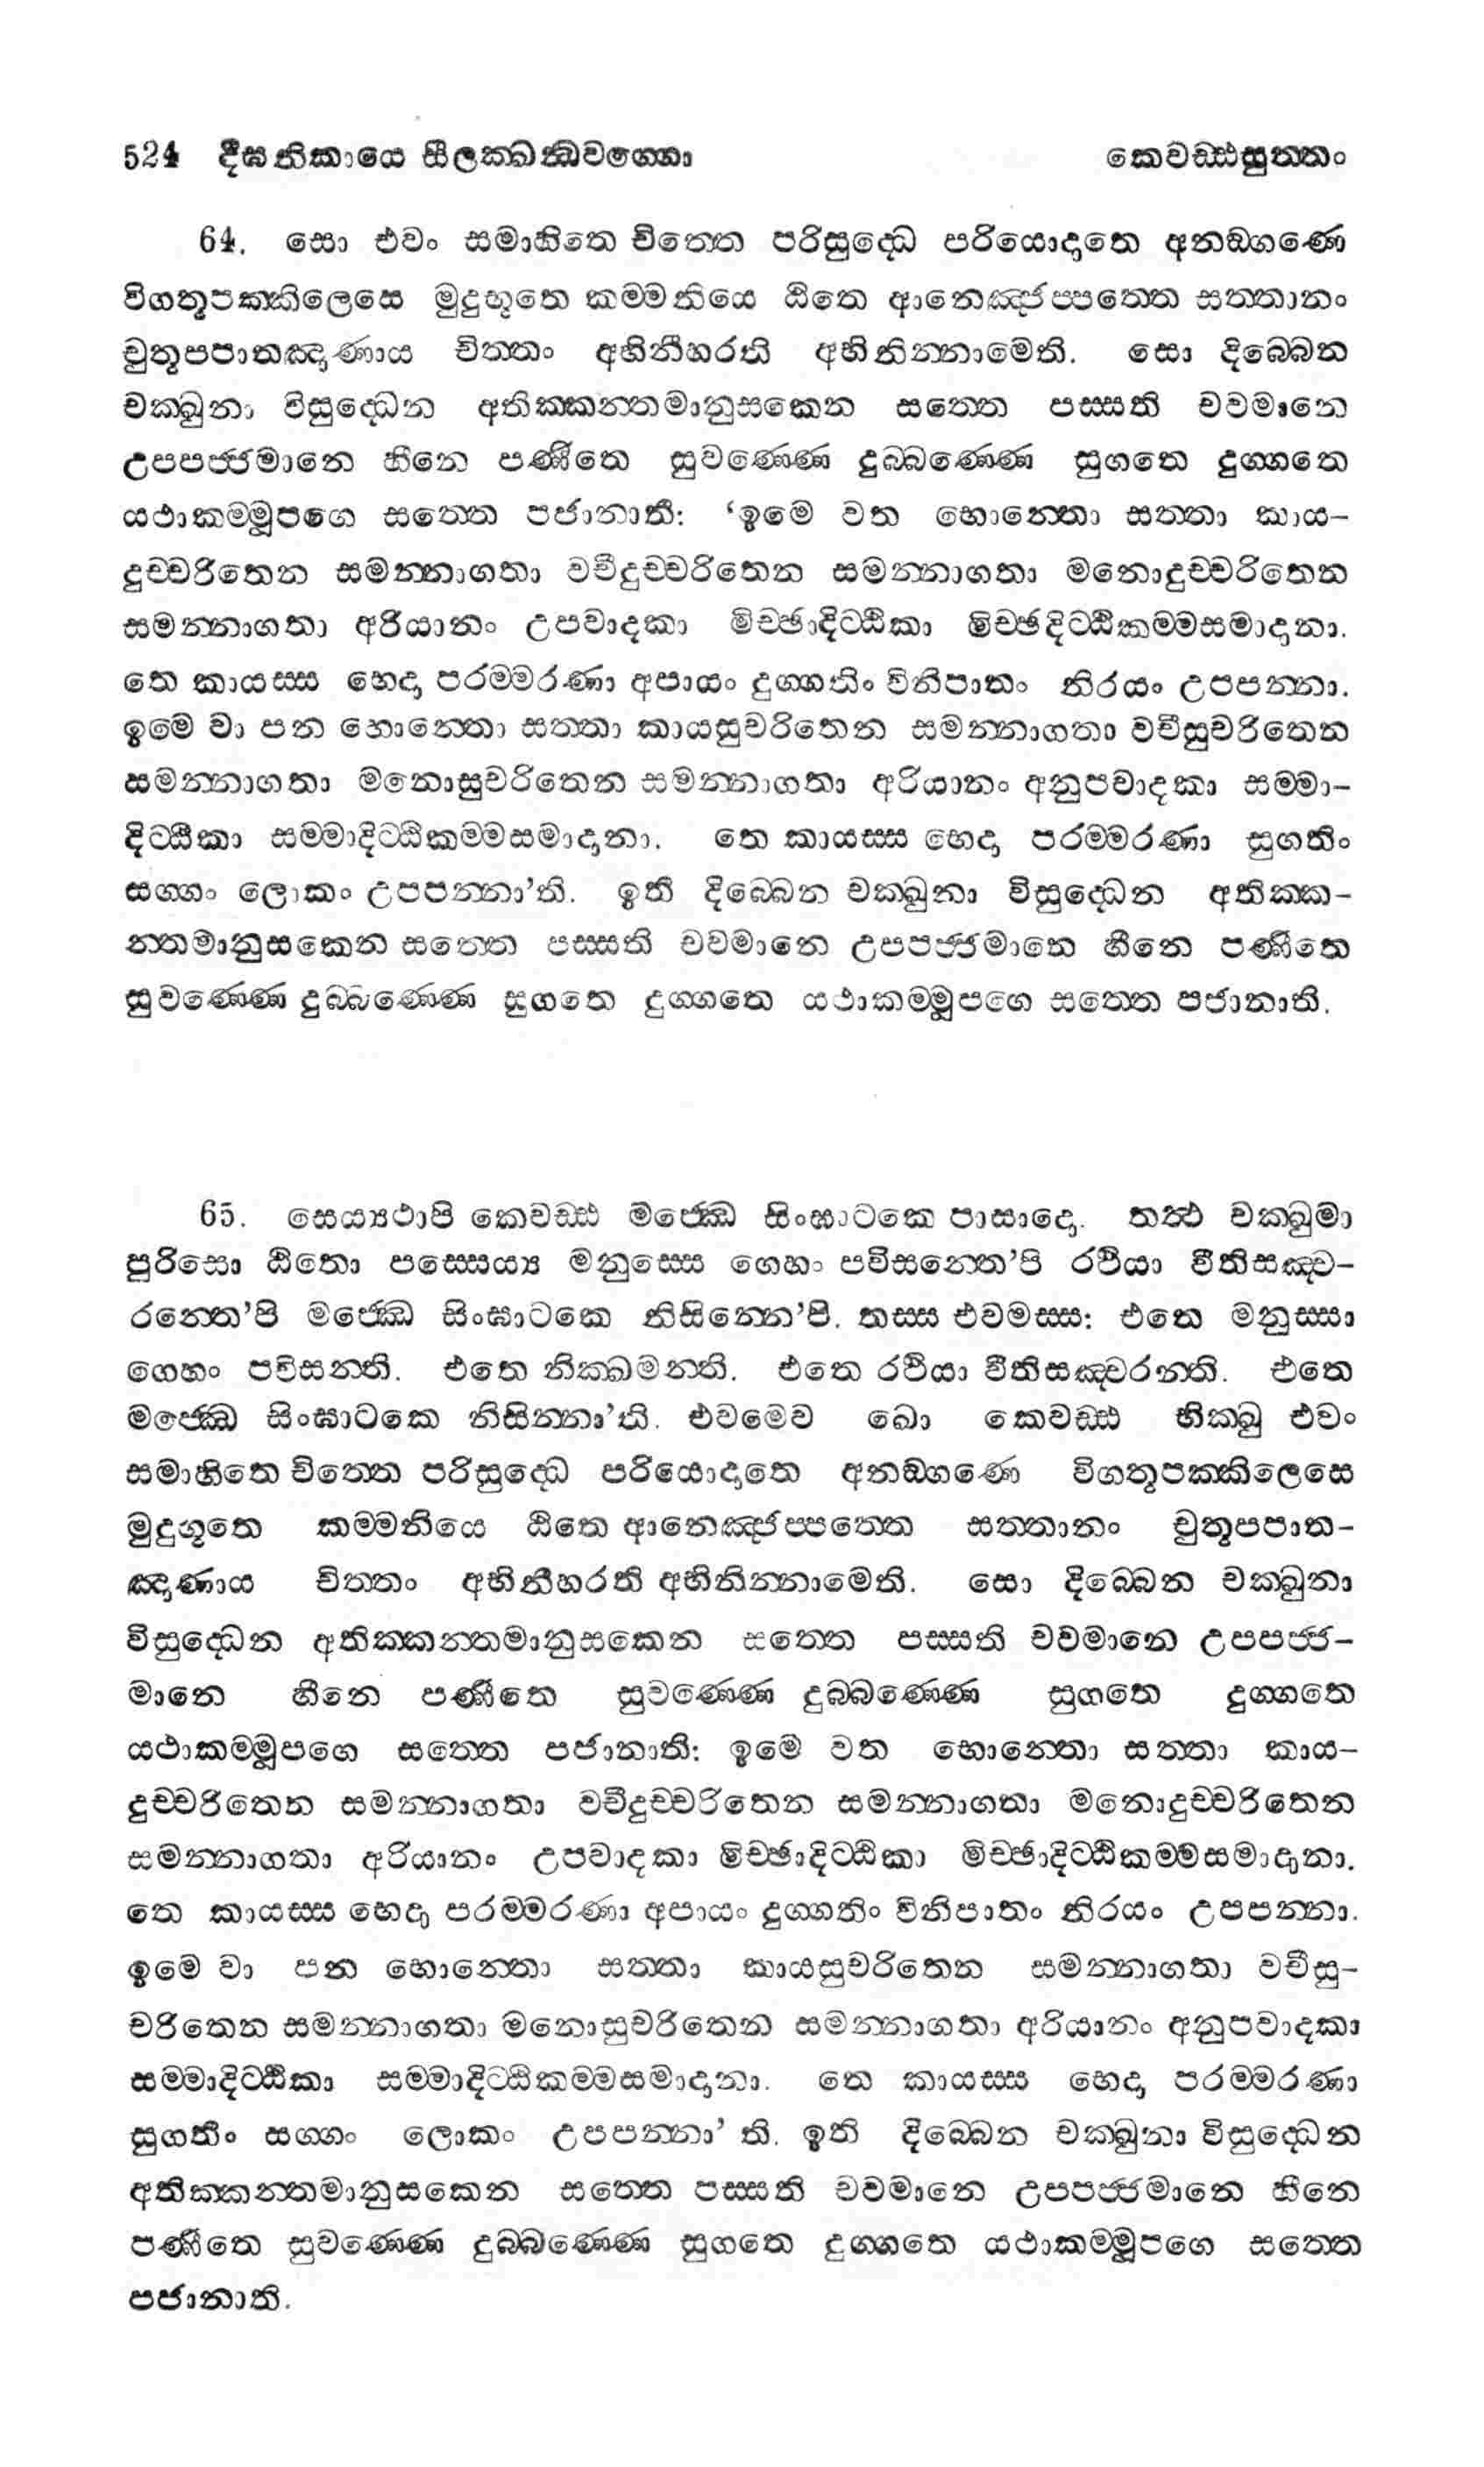 524 දීඝනිකායෙ සීලක්ඛන්ධවග්ගො කෙවඩ්ඪසුත්තං
64. සො එවං සමාහිතෙ චිත්තෙ පරිසුද්ධෙ පරියොදාතෙ අනඞ්ගණෙ
විගතූපක්කිලෙසෙ මුදුභූතෙ කම්මනියෙ ඨිතෙ ආනෙඤ්ජප්පත්තෙ සත්තානං
චුතූපපාතඤාණාය චිත්තං අභිනීහරති අභිනින්නාමෙති. සො දිබ්බෙන
චක්ඛුනා විසුද්ධෙන අතික්කන්තමානුසකෙන සත්තෙ පස්සති චවමානෙ
උපපජ්ජමානෙ හීනෙ පණීතෙ සුවණ්ණෙ දුබ්බණ්ණෙ සුගතෙ දුග්ගතෙ
යථාකම්මූපගෙ සත්තෙ පජානාති: ‘ඉමෙ වත භොන්තො සත්තා කාය-
දුච්චරිතෙන සමන්නාගතා වචීදුච්චරිතෙන සමන්නාගතා මනොදුච්චරිතෙන
සමන්නාගතා අරියානං උපවාදකා මිච්ඡාදිට්ඨිකා මිච්ඡදිට්ඨිකම්මසමාදානා.
තෙ කායස්ස භෙදා පරම්මරණා අපායං දුග්ගතිං විනිපාතං නිරයං උපපන්නා.
ඉමෙ වා පන භොන්තො සත්තා කායසුචරිතෙන සමන්නාගතා වචීසුචරිතෙන
සමන්නාගතා මනොසුචරිතෙන සමන්නාගතා අරියානං අනුපවාදකා සම්මා-
දිට්ඨිකා සම්මාදිට්ඨිකම්මසමාදානා. තෙ කායස්ස භෙදා පරම්මරණා සුගතිං
සග්ගං ලොකං උපපන්නා’ති. ඉති දිබ්බෙන චක්ඛුනා විසුද්ධෙන අතික්ක-
න්තමානුසකෙන සත්තෙ පස්සති චවමානෙ උපපජ්ජමානෙ හීනෙ පණීතෙ
සුවණ්ණෙ දුබ්බණ්ණෙ සුගතෙ දුග්ගතෙ යථාකම්මූපගෙ සත්තෙ පජානාති.
65. සෙය්‍යථාපි කෙවඩ්ඪ මජ්ඣෙ සිංඝාටකෙ පාසාදො. තත්‍ථ චක්ඛුමා
පුරිසො ඨිතො පස්සෙය්‍ය මනුස්සෙ ගෙහං පවිසන්තෙ’පි රථියා වීතිසඤ්ච-
රන්තෙ’පි මජ්ඣෙ සිංඝාටකෙ නිසින්නෙ’පි. තස්ස එවමස්ස: එතෙ මනුස්සා
ගෙහං පවිසන්ති. එතෙ නික්ඛමන්ති. එතෙ රථියා වීතිසඤ්චරන්ති. එතෙ
මජ්ඣෙ සිංඝාටකෙ නිසින්නා’ති. එවමෙව ඛො කෙවඩ්ඪ භික්ඛු එවං
සමාහිතෙ චිත්තෙ පරිසුද්ධෙ පරියොදාතෙ අනඞ්ගණෙ විගතූපක්කිලෙසෙ
මුදුභූතෙ කම්මනියෙ ඨිතෙ ආනෙඤ්ජප්පත්තෙ සත්තානං චුතූපපාත-
ඤාණාය චිත්තං අභිනීහරති අභිනින්නාමෙති. සො දිබ්බෙන චක්ඛුනා
විසුද්ධෙන අතික්කන්තමානුසකෙන සත්තෙ පස්සති චවමානෙ උපපජ්ජ-
මානෙ හීනෙ පණීතෙ සුවණ්ණෙ දුබ්බණ්ණෙ සුගතෙ දුග්ගතෙ
යථාකම්මූපගෙ සත්තෙ පජානාති: ඉමෙ වත භොන්තො සත්තා කාය-
දුච්චරිතෙන සමන්නාගතා වචීදුච්චරිතෙන සමන්නාගතා මනොදුච්චරිතෙන
සමන්නාගතා අරියානං උපවාදකා මිච්ඡාදිට්ඨිකා මිච්ඡාදිට්ඨිකම්මසමාදානා.
තෙ කායස්ස භෙදා පරම්මරණා අපායං දුග්ගතිං විනිපාතං නිරයං උපපන්නා.
ඉමෙ වා පන භොන්තො සත්තා කායසුචරිතෙන සමන්නාගතා වචීසු-
චරිතෙන සමන්නාගතා මනොසුචරිතෙන සමන්නාගතා අරියානං අනුපවාදකා
සම්මාදිට්ඨිකා සම්මාදිට්ඨිකම්මසමාදානා. තෙ කායස්ස භෙදා පරම්මරණා
සුගතිං සග්ගං ලොකං උපපන්නා’ ති. ඉති දිබ්බෙන චක්ඛුනා විසුද්ධෙන
අතික්කන්තමානුසකෙන සත්තෙ පස්සති චවමානෙ උපපජ්ජමානෙ හීනෙ
පණීතෙ සුවණ්ණෙ දුබ්බණ්ණෙ සුගතෙ දුග්ගතෙ යථාකම්මූපගෙ සත්තෙ
පජානාති.